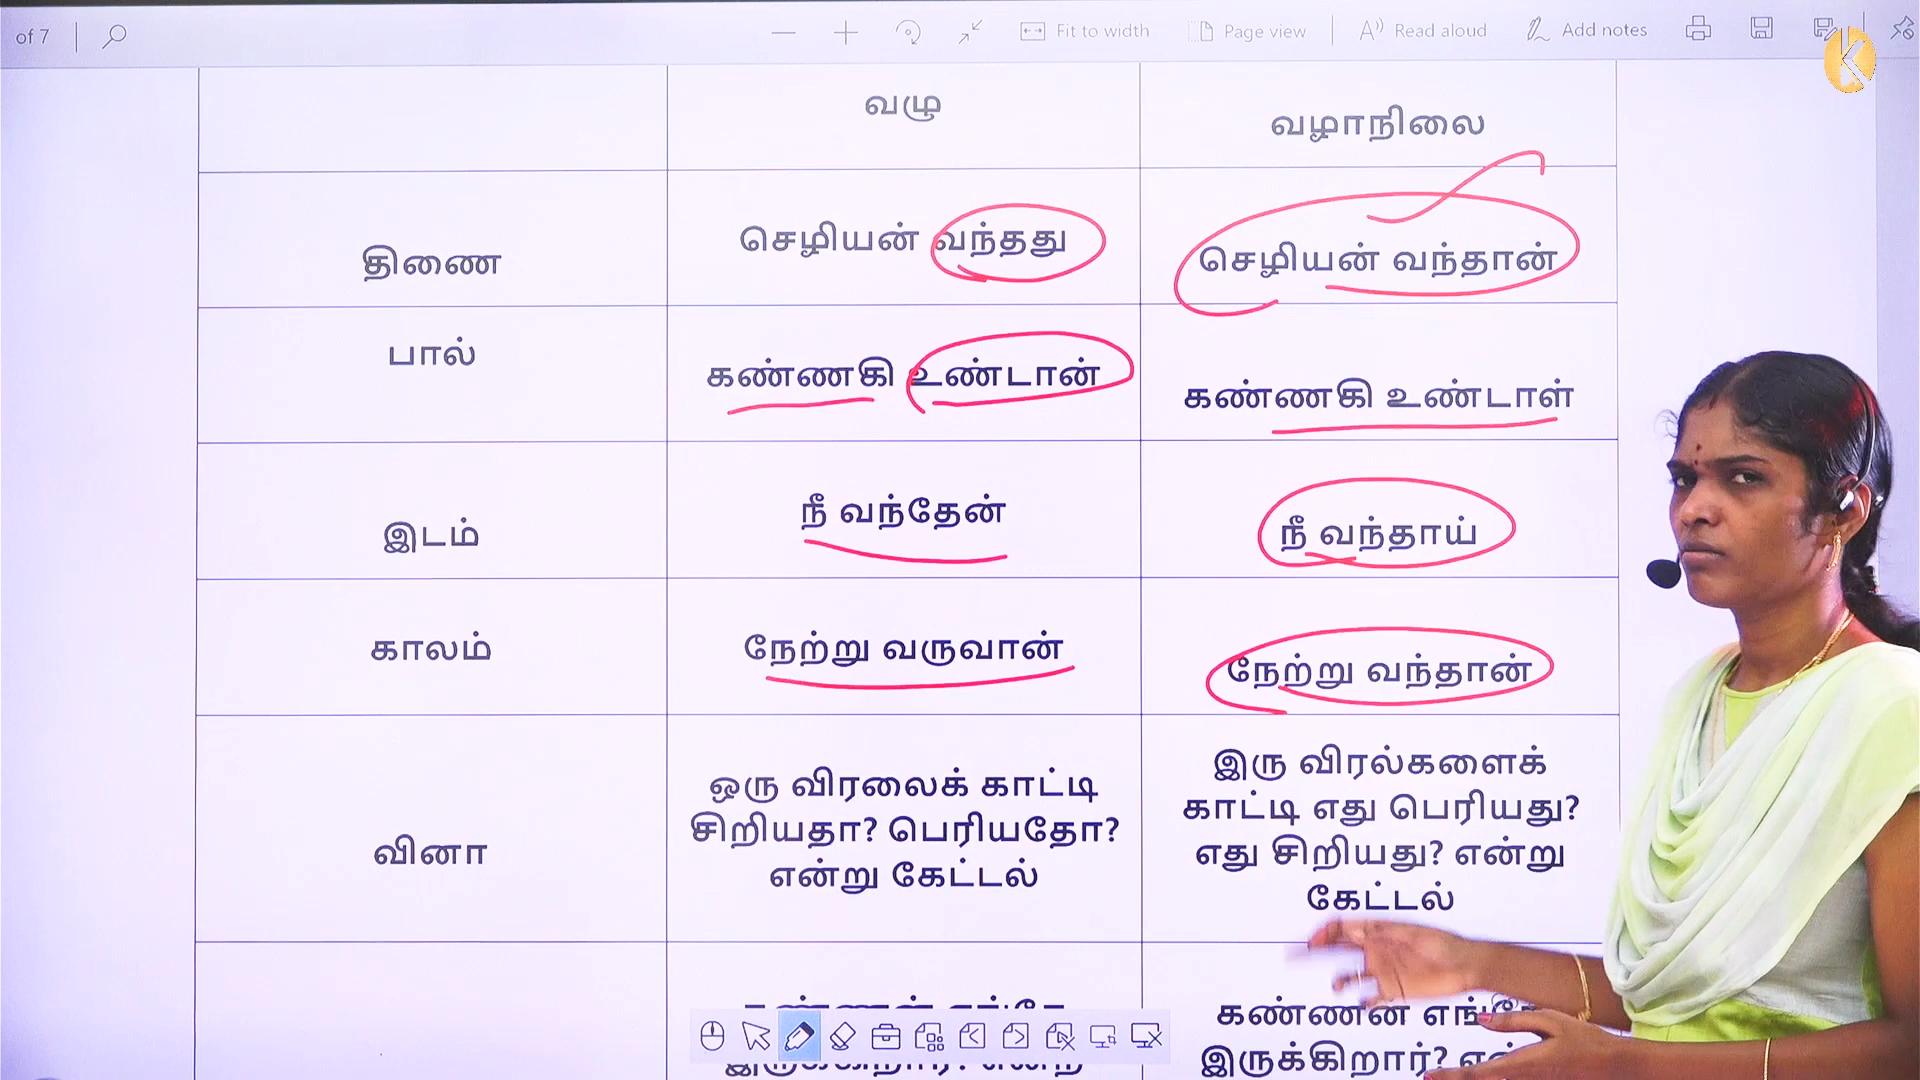 of 7
Fit to width
Page view
Read aloud
Add notes
வழு
வழாநிலை
திணை
செழியன் வந்தது
செழியன் வந்தான்
பால்
கண்ணகி உண்டான்
கண்ணகி உண்டாள்
இடம்
நீ வந்தேன்
நீ வந்தாய்
காலம்
நேற்று வருவான்
நேற்று வந்தான்
வினா
ஒரு விரலைக் காட்டி
சிறியதா? பெரியதோ?
என்று கேட்டல்
இரு விரல்களைக்
காட்டி எது பெரியது?
எது சிறியது? என்று
கேட்டல்
கண்ணன்
இருக்கிறார்?